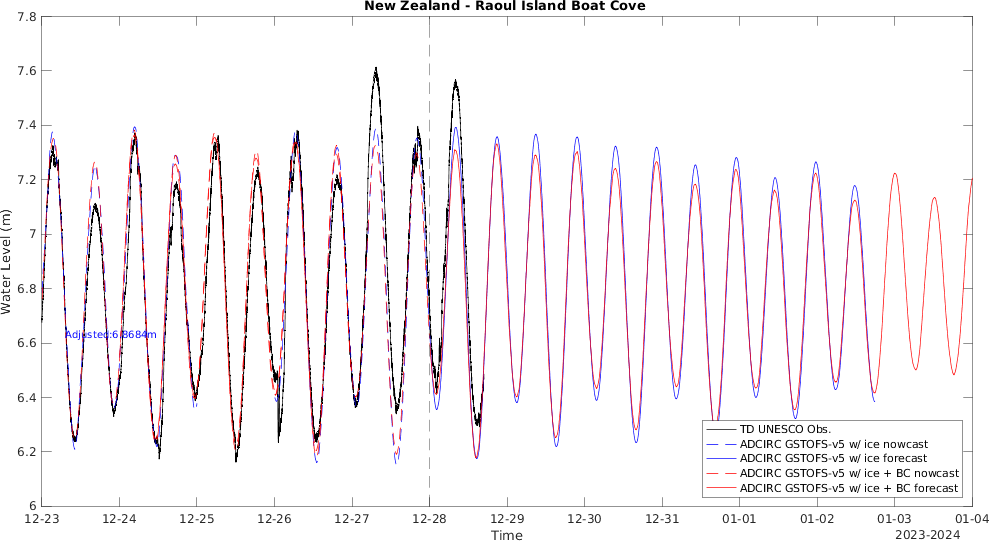 New Zealand - Raoul Island Boat Cove
7.8
7.6
7.4
7.2
7
6.8
6.6
6.4
6.2
6
Water Level (m)
Adjusted:6.8684m
TD UNESCO Obs.
ADCIRC GSTOFS-v5 w/ ice nowcast
ADCIRC GSTOFS-v5 w/ ice forecast
ADCIRC GSTOFS-v5 w/ ice + BC nowcast
ADCIRC GSTOFS-v5 w/ ice + BC forecast
12-23 12-24 12-25 12-26 12-27 12-28 12-29 12-30 12-31 01-01 01-02 01-03 01-04
Time
2023-2024